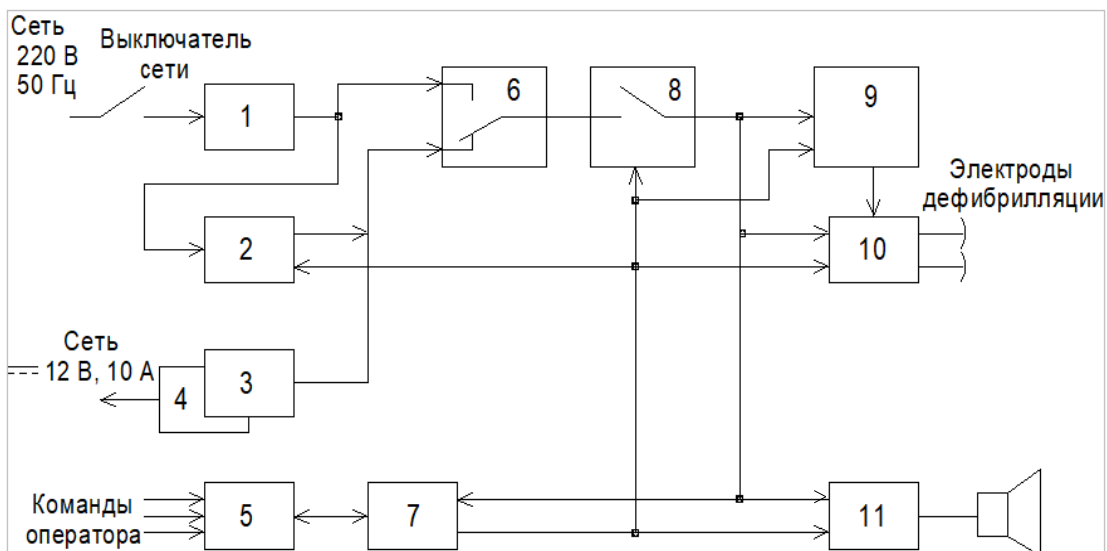 Сеть
220 В
50 Гц
Выключатель
сети
1
6
8
9
Электроды
дефибрилляции
2
10
Сеть
12 В, 10 А
4
3
Команды
оператора
5
7
11